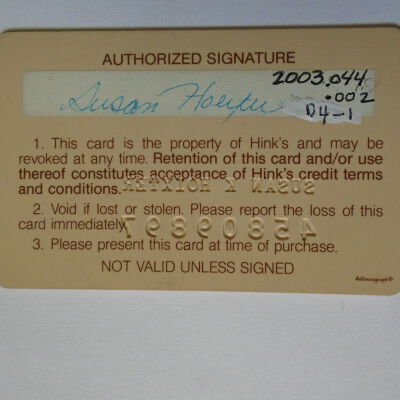 AUTHORIZED SIGNATURE
2003.044
.002
D4-1
Susan
1. This card is the property of Hink's and may be
revoked at any time. Retention of this card and/or use
thereof constitutes acceptance of Hink's credit terms
and conditions.
SUSAN K
2. Void if lost or stolen. Please report the loss of this
card immediately.
45809897
3. Please present this card at time of purchase.
NOT VALID UNLESS SIGNED
Addressograph®